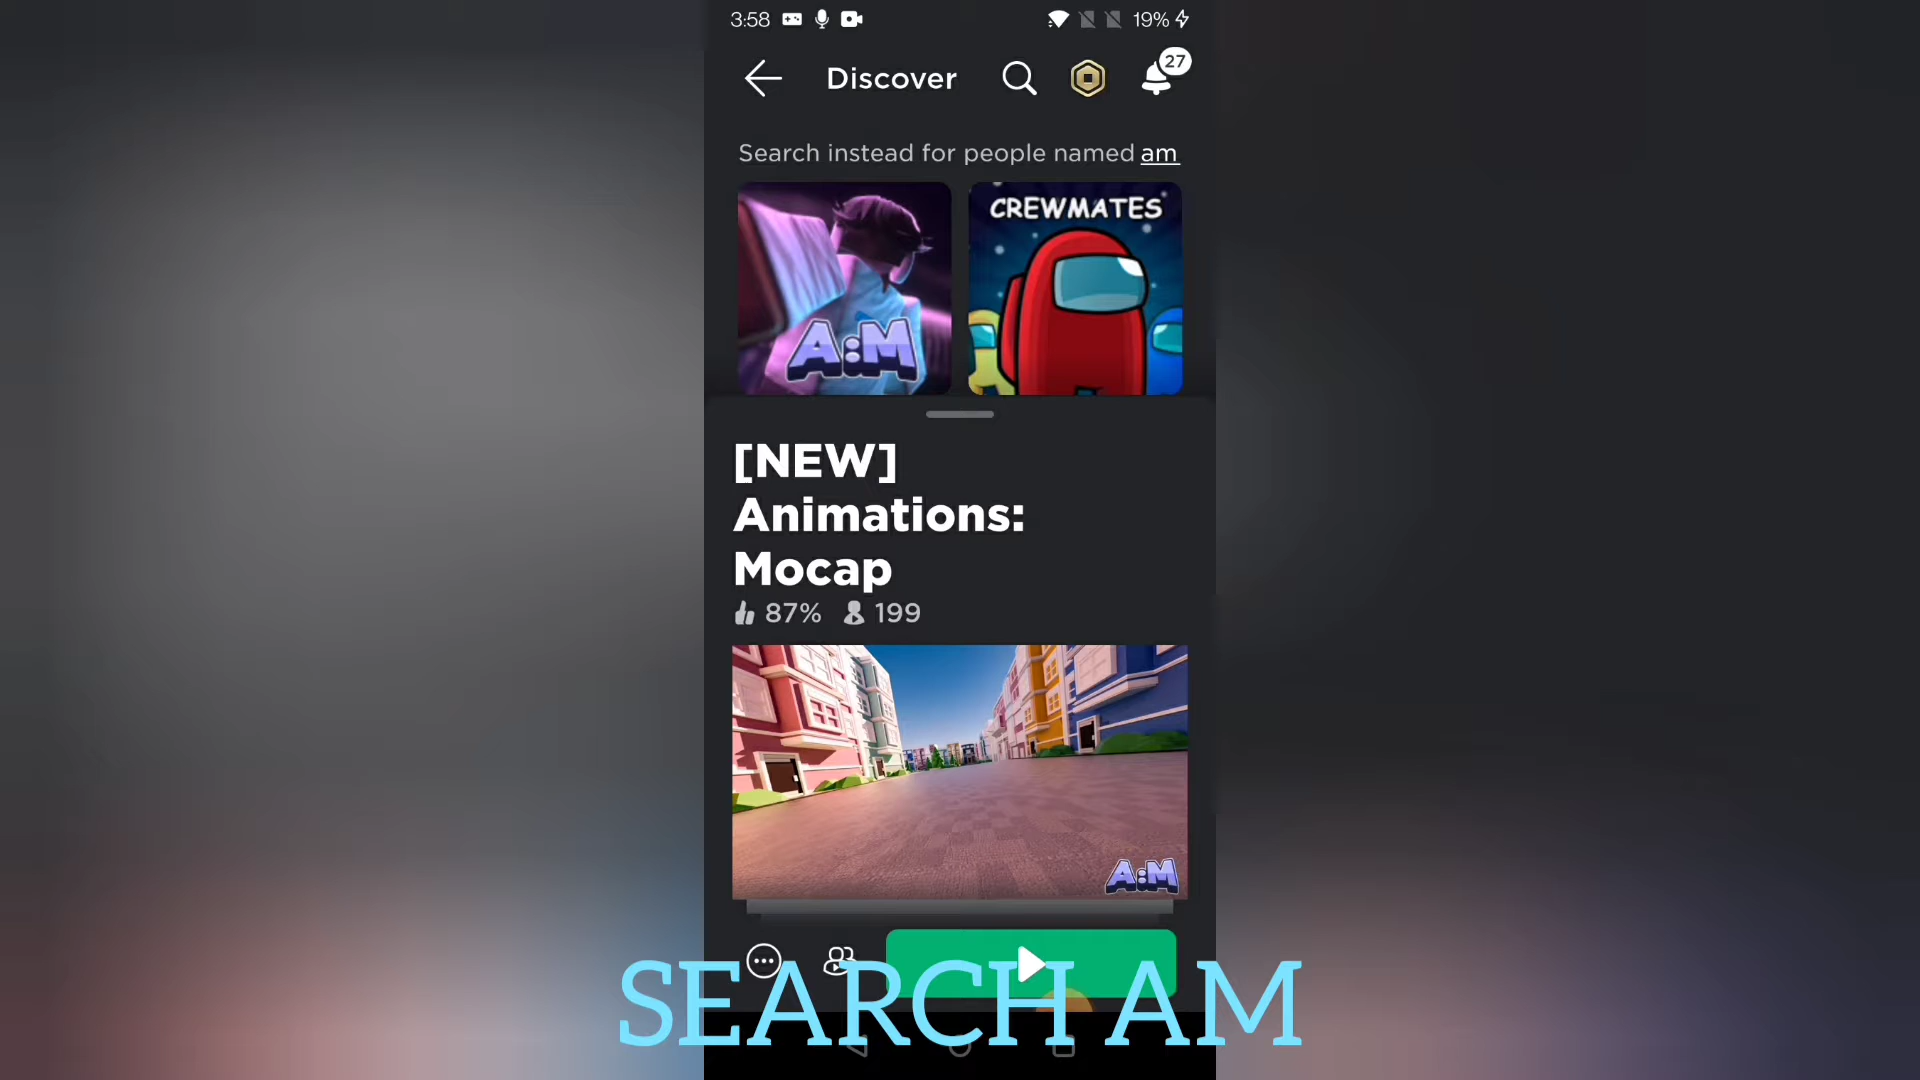 3:58
19%
Discover
27
Search instead for people named am
A:M
CREWMATES
[NEW]
Animations:
Mocap
87% 199
A:M
SEARCH AM